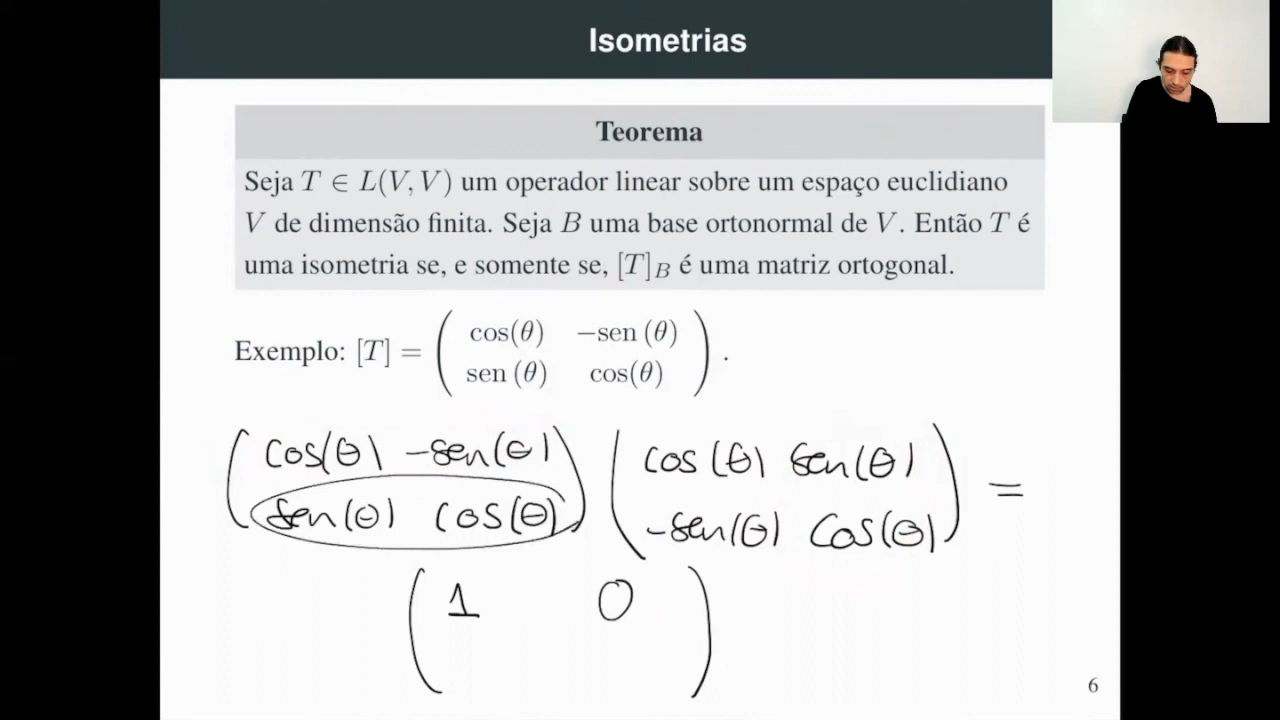 Isometrias
Teorema
Seja T ∈ L(V, V) um operador linear sobre um espaço euclidiano
V de dimensão finita. Seja B uma base ortonormal de V. Então T é
uma isometria se, e somente se, [T]_B é uma matriz ortogonal.
Exemplo: [T] = ( cos(θ) −sen (θ)
sen (θ) cos(θ) ) .
( cos(θ) -sen(θ) ) ( cos(θ) sen(θ) ) =
( sen(θ) cos(θ) ) ( -sen(θ) cos(θ) )
( 1 0 )
6